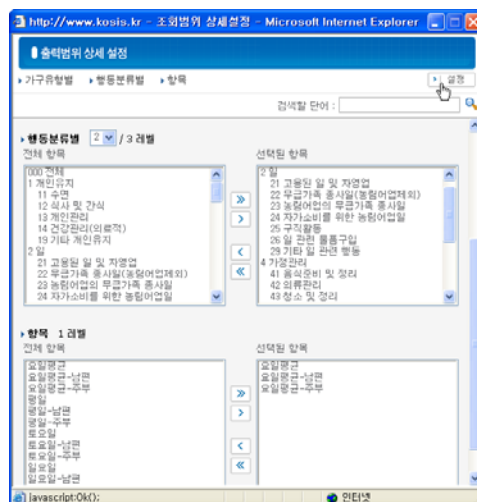 http://www.kosis.kr - 조회범위 상세설정 - Microsoft Internet Explorer
출력범위 상세 설정
가구유형별 행동분류별 항목 설정
검색할 단어 :
행동분류별 2 / 3 레벨
전체 항목
000 전체
1 개인유지
11 수면
12 식사 및 간식
13 개인관리
14 건강관리(의료적)
19 기타 개인유지
2 일
21 고용된 일 및 자영업
22 무급가족 종사일(농림어업제외)
23 농림어업의 무급가족 종사일
24 자가소비를 위한 농림어업일
선택된 항목
2 일
21 고용된 일 및 자영업
22 무급가족 종사일(농림어업제외)
23 농림어업의 무급가족 종사일
24 자가소비를 위한 농림어업일
25 구직활동
26 일 관련 물품구입
29 기타 일 관련 행동
4 가정관리
41 음식준비 및 정리
42 의류관리
43 청소 및 정리
항목 1 레벨
전체 항목
요일평균
요일평균-남편
요일평균-주부
평일
평일-남편
평일-주부
토요일
토요일-남편
토요일-주부
일요일
일요일-남편
선택된 항목
요일평균
요일평균-남편
요일평균-주부
javascript:Ok();
인터넷